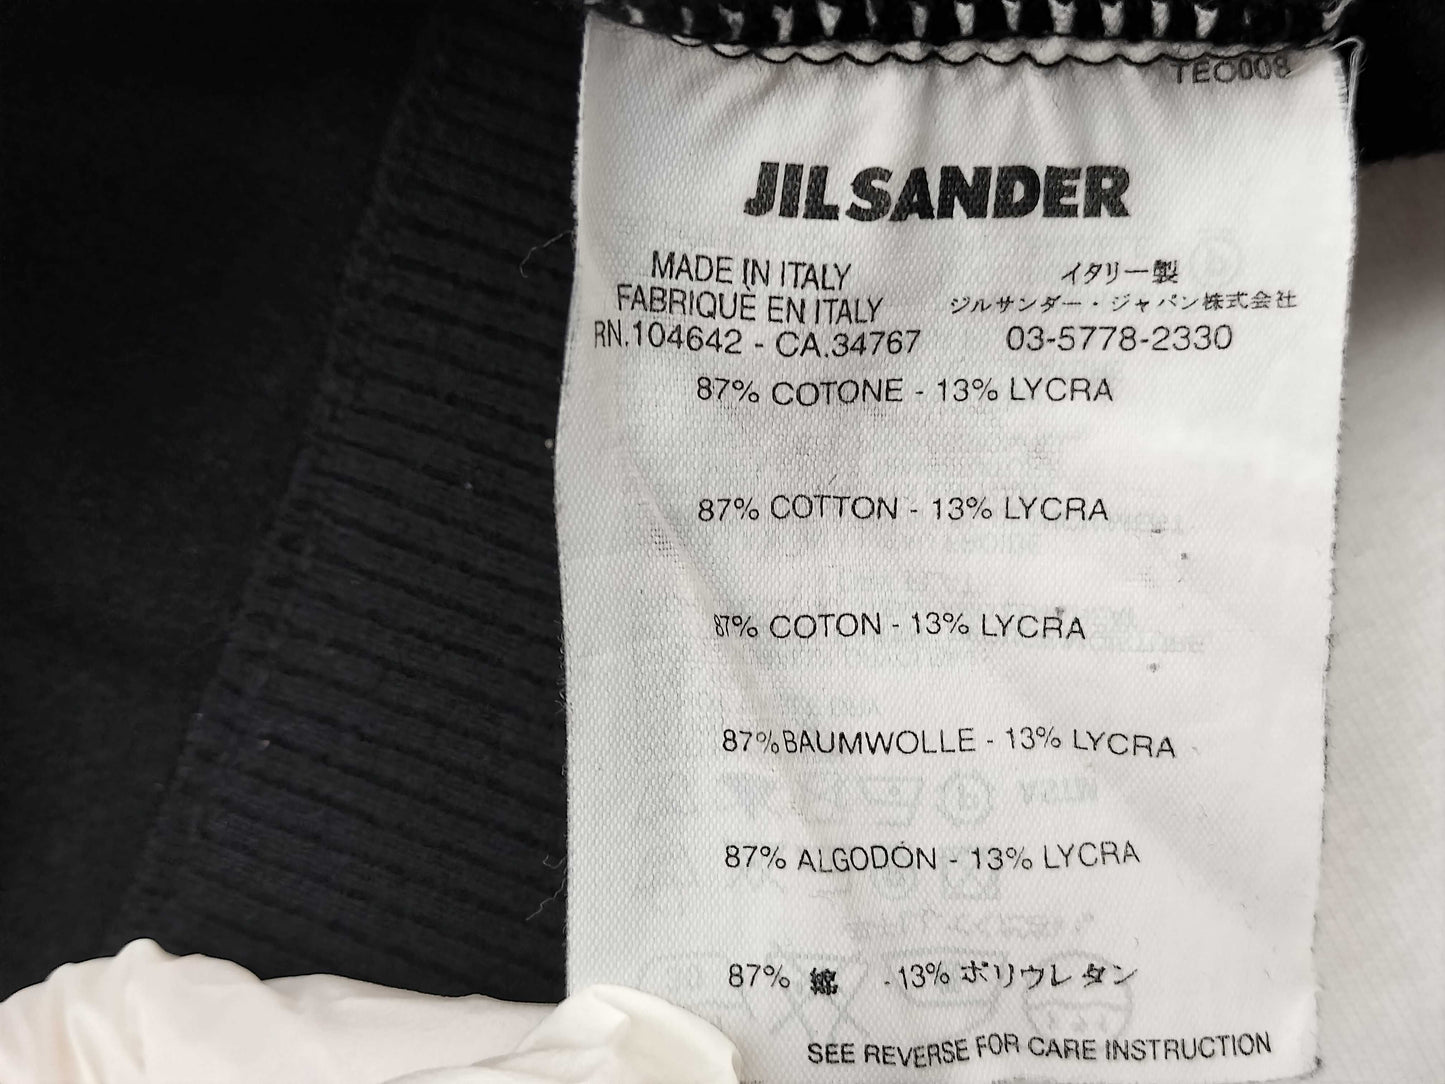 TEC008
JIL SANDER
MADE IN ITALY
FABRIQUÈ EN ITALY
RN.104642 - CA.34767
イタリー製
ジルサンダー・ジャパン株式会社
03-5778-2330
87% COTONE - 13% LYCRA
87% COTTON - 13% LYCRA
87% COTON - 13% LYCRA
87% BAUMWOLLE - 13% LYCRA
87% ALGODÓN - 13% LYCRA
87% 綿 - 13% ポリウレタン
SEE REVERSE FOR CARE INSTRUCTION